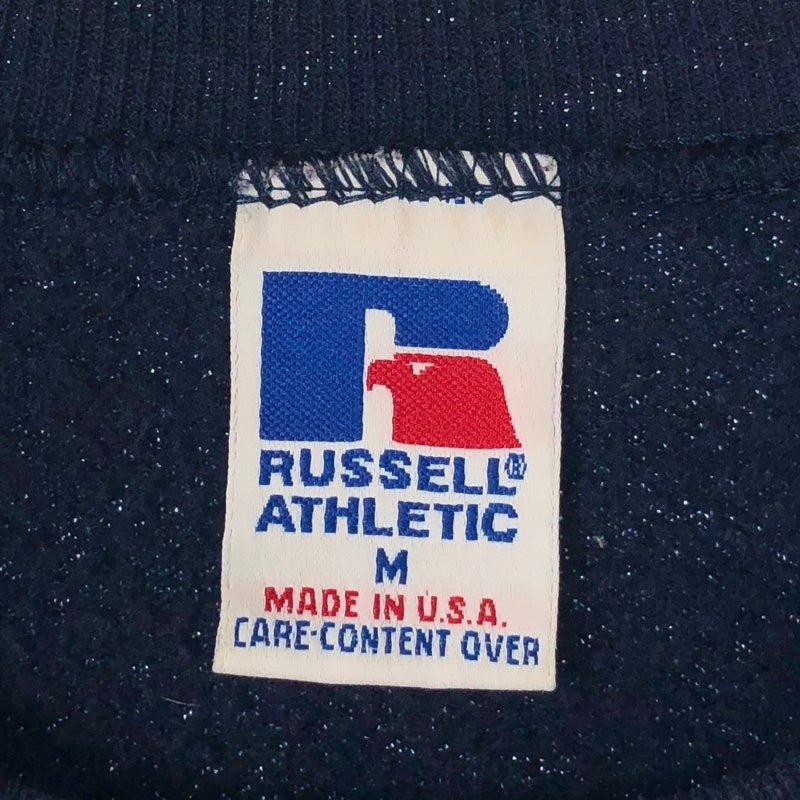 RUSSELL®
ATHLETIC
M
MADE IN U.S.A.
CARE-CONTENT OVER